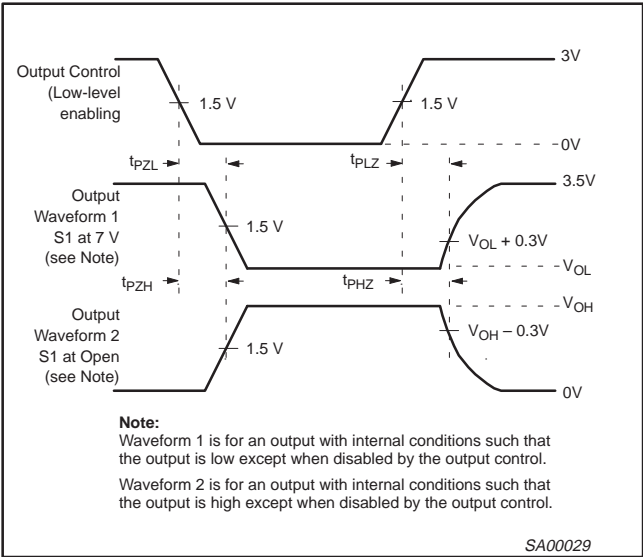 3V
Output Control
(Low-level
enabling
1.5 V
1.5 V
0V
tPZL
tPLZ
3.5V
Output
Waveform 1
S1 at 7 V
(see Note)
1.5 V
VOL + 0.3V
VOL
tPZH
tPHZ
VOH
Output
Waveform 2
S1 at Open
(see Note)
1.5 V
VOH – 0.3V
0V
Note:
Waveform 1 is for an output with internal conditions such that
the output is low except when disabled by the output control.
Waveform 2 is for an output with internal conditions such that
the output is high except when disabled by the output control.
SA00029